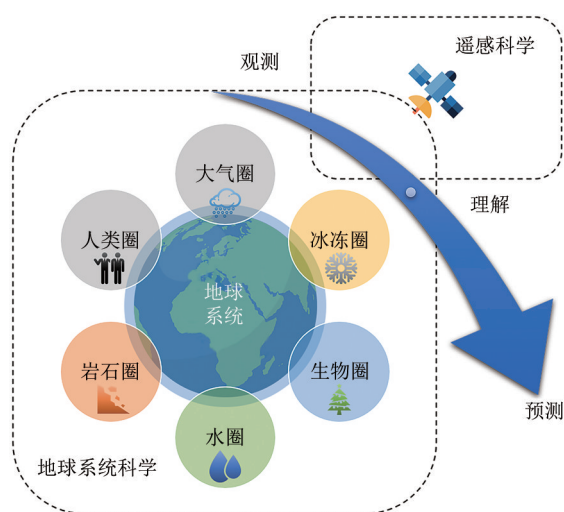 遥感科学
观测
大气圈
理解
人类圈
冰冻圈
地球
系统
岩石圈
生物圈
预测
水圈
地球系统科学